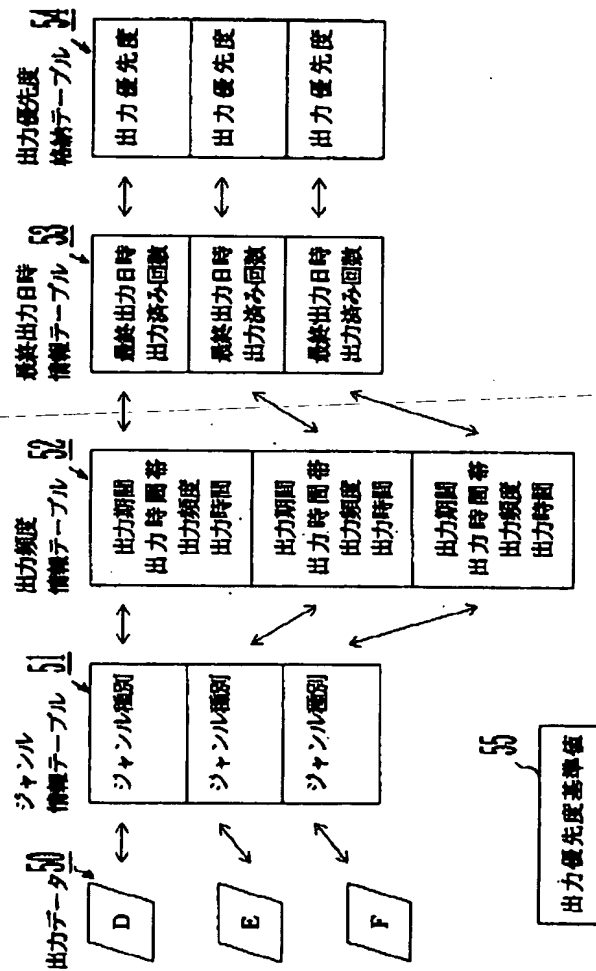 出力データ 50
D
E
F
ジャンル
情報テーブル 51
ジャンル種別
ジャンル種別
ジャンル種別
出力頻度
情報テーブル 52
出力期間
出力時間帯
出力頻度
出力時間
出力期間
出力時間帯
出力頻度
出力時間
出力期間
出力時間帯
出力頻度
出力時間
最終出力日時
情報テーブル 53
最終出力日時
出力済み回数
最終出力日時
出力済み回数
最終出力日時
出力済み回数
出力優先度
格納テーブル 54
出力優先度
出力優先度
出力優先度
55
出力優先度基準値